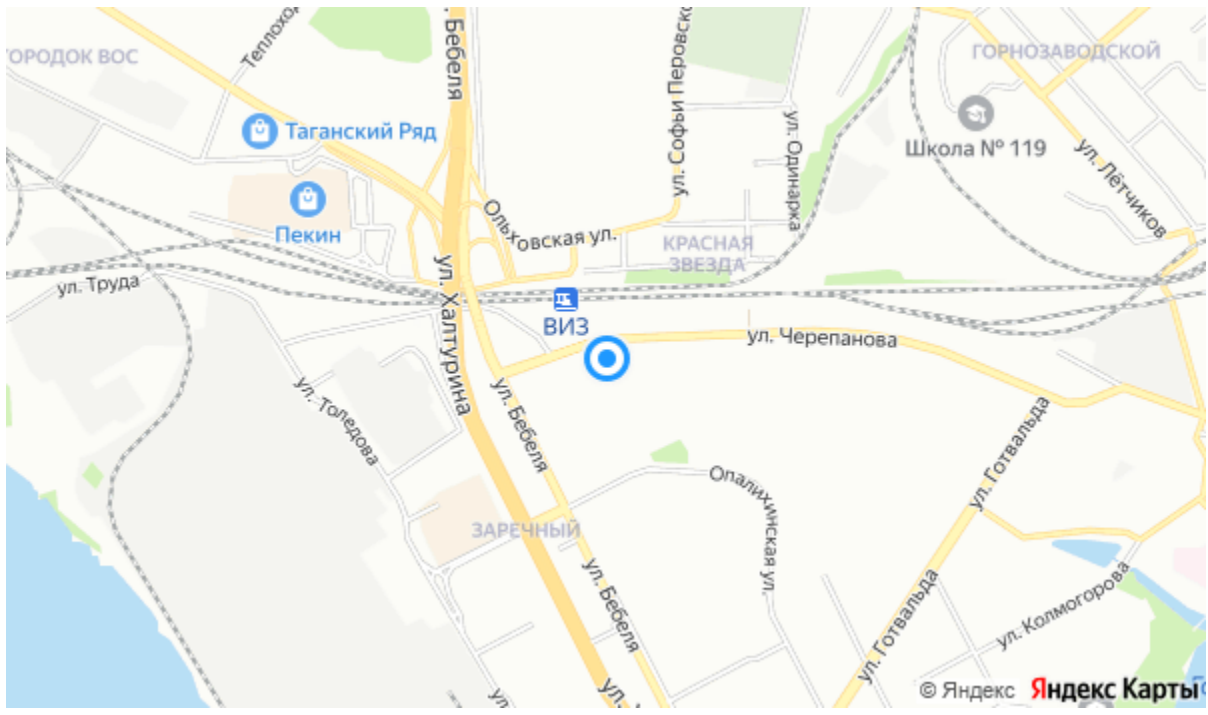 Бебеля
Теплохо
ГОРОДОК ВОС
ул. Софьи Перовско
ГОРНОЗАВОДСКОЙ
Таганский Ряд
ул. Одинарка
Школа № 119
ул. Лётчиков
Пекин
Ольховская ул.
КРАСНАЯ
ЗВЕЗДА
ул. Труда
ул. Халтурина
ВИЗ
ул. Черепанова
ул. Толедова
ул. Бебеля
ул. Готвальда
Опалихинская ул.
ЗАРЕЧНЫЙ
ул. Бебеля
ул. Готвальда
ул. Колмогорова
ул.
ул.
© Яндекс Яндекс Карты